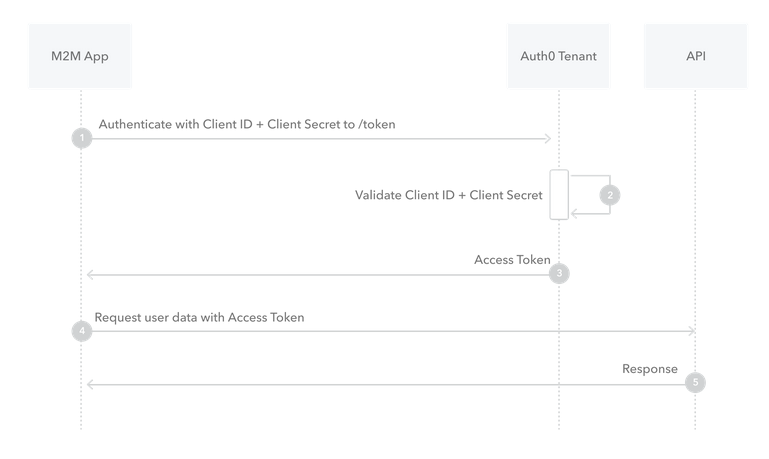 M2M App
Auth0 Tenant
API
Authenticate with Client ID + Client Secret to /token
1
Validate Client ID + Client Secret
2
Access Token
3
Request user data with Access Token
4
Response
5